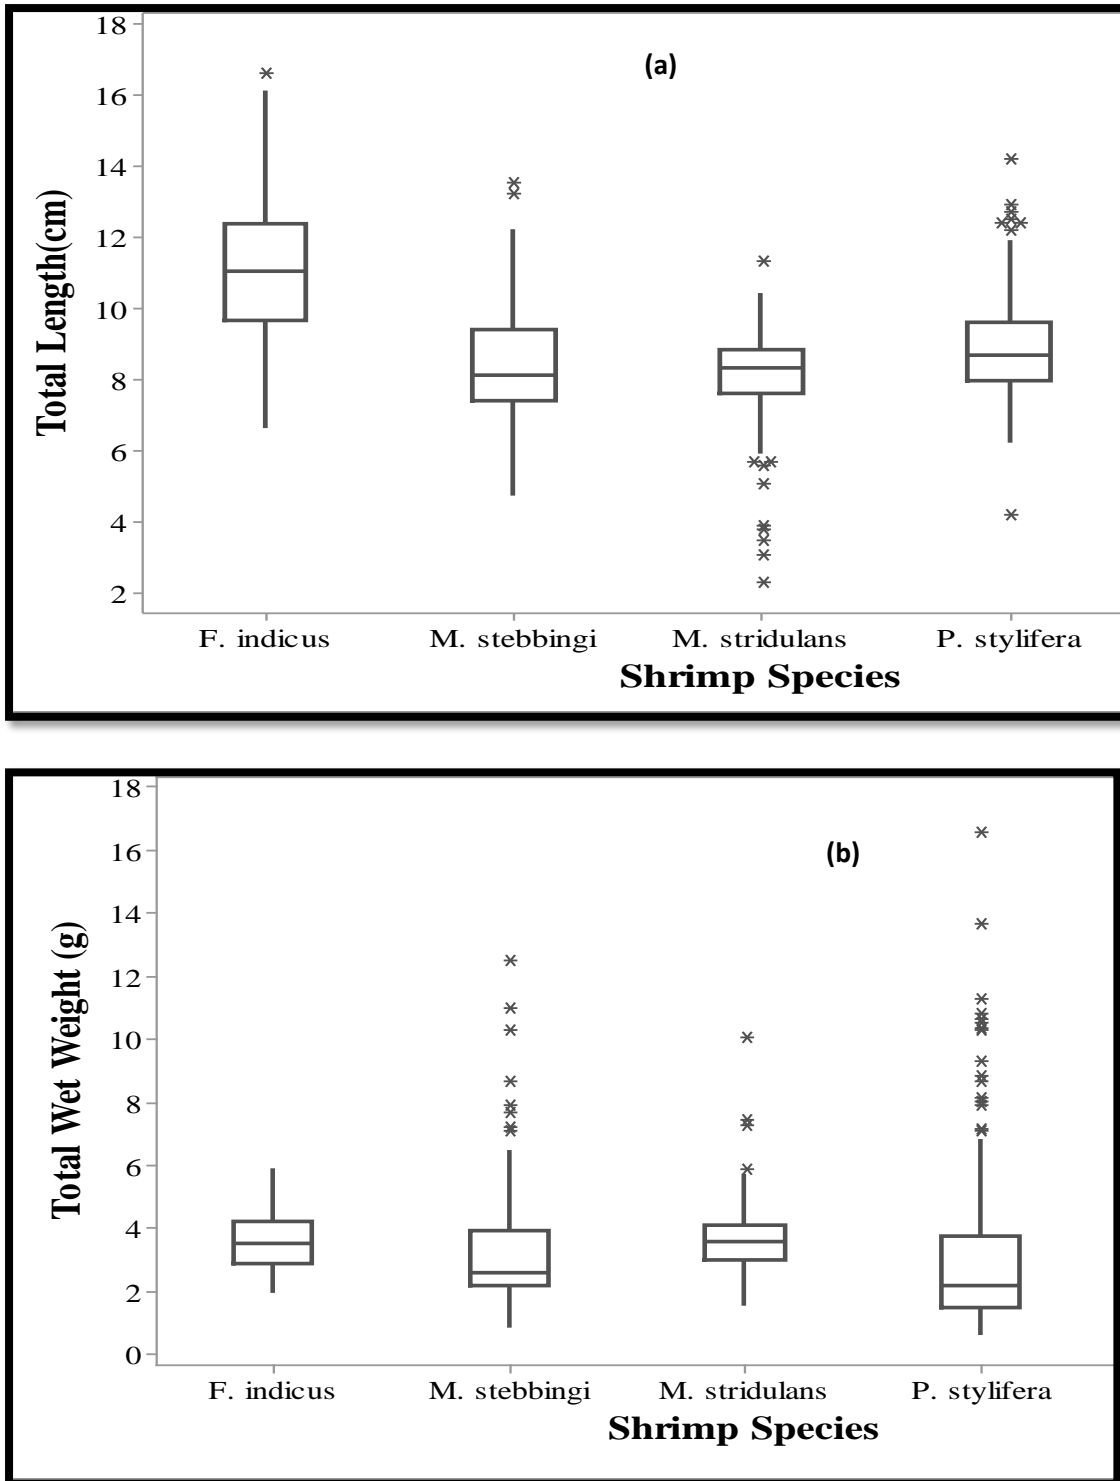 (a)
Total Length(cm)
18
16
14
12
10
8
6
4
2
F. indicus M. stebbingi M. stridulans P. stylifera
Shrimp Species
(b)
Total Wet Weight (g)
18
16
14
12
10
8
6
4
2
0
F. indicus M. stebbingi M. stridulans P. stylifera
Shrimp Species